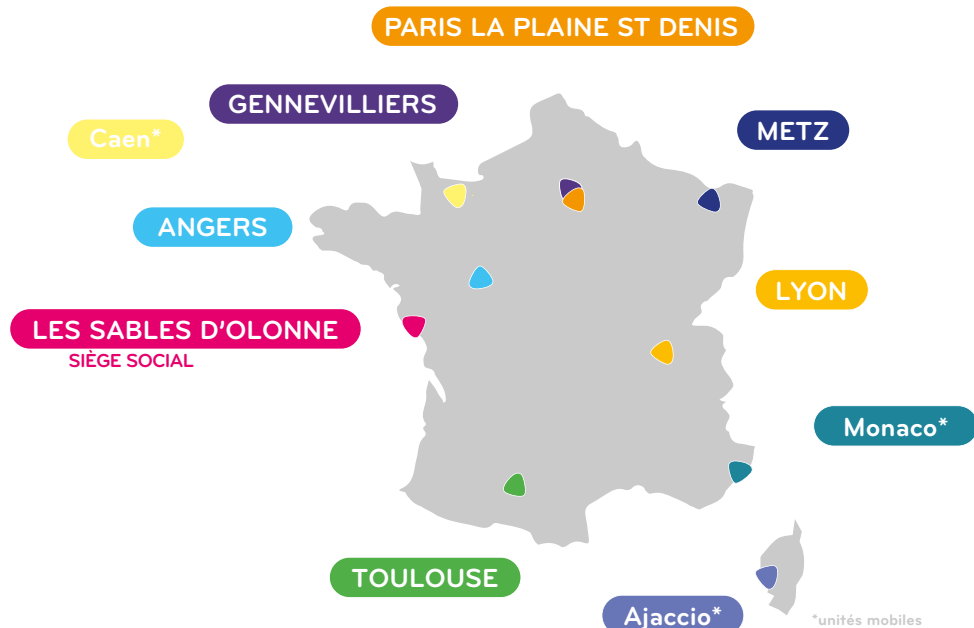 PARIS LA PLAINE ST DENIS
GENNEVILLIERS
METZ
Caen*
ANGERS
LYON
LES SABLES D'OLONNE
SIÈGE SOCIAL
Monaco*
TOULOUSE
Ajaccio*
*unités mobiles